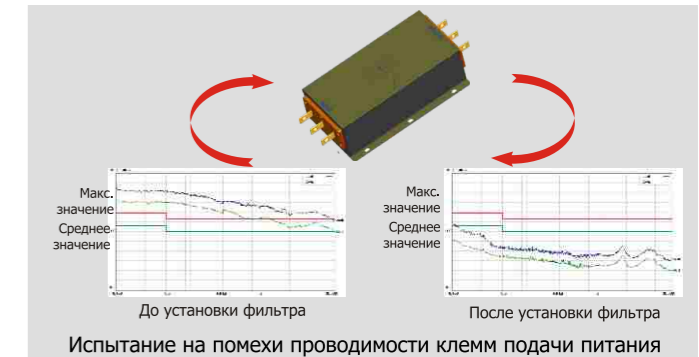 Макс.
значение
Среднее
значение
Макс.
значение
Среднее
значение
До установки фильтра
После установки фильтра
Испытание на помехи проводимости клемм подачи питания